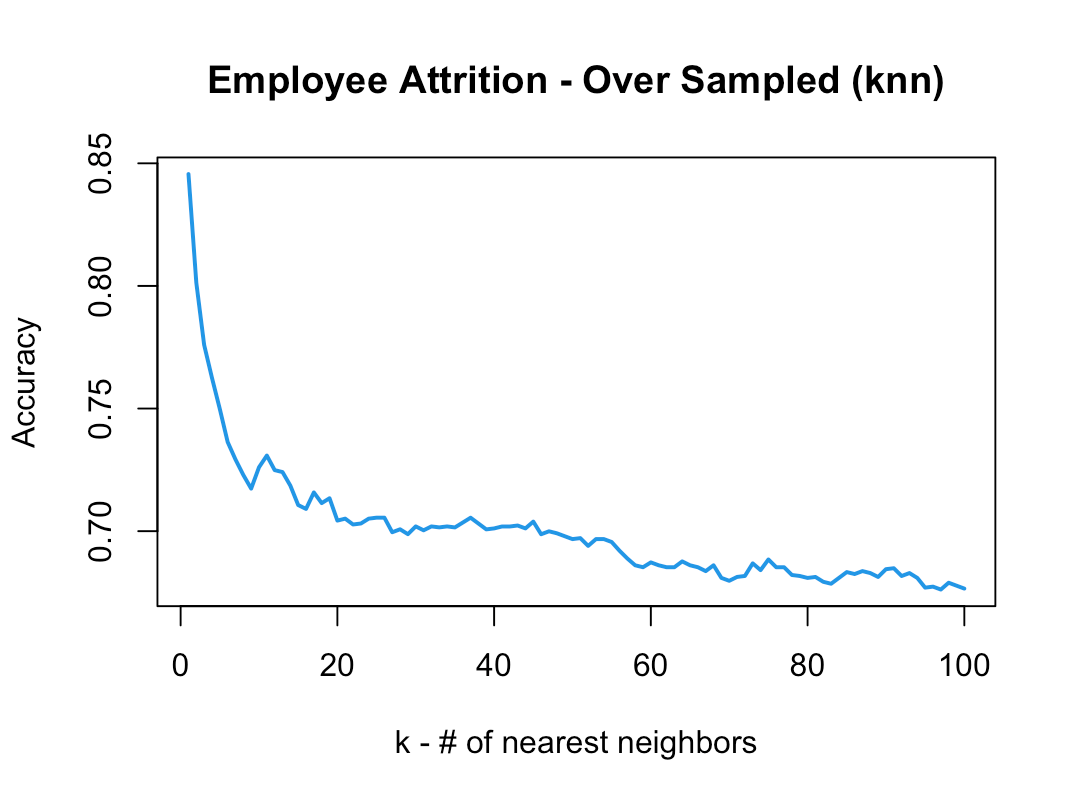 Employee Attrition - Over Sampled (knn)
0.85
0.80
0.75
0.70
Accuracy
0 20 40 60 80 100
k - # of nearest neighbors